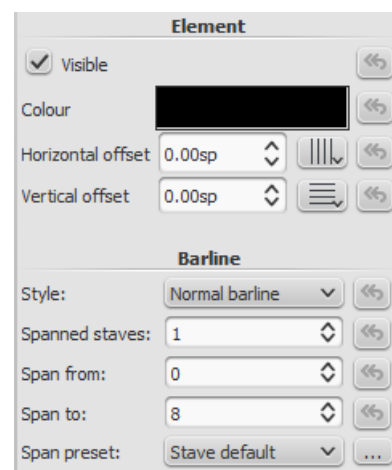 Element
Visible
Colour
Horizontal offset 0.00sp
Vertical offset 0.00sp
Barline
Style: Normal barline
Spanned staves: 1
Span from: 0
Span to: 8
Span preset: Stave default ...